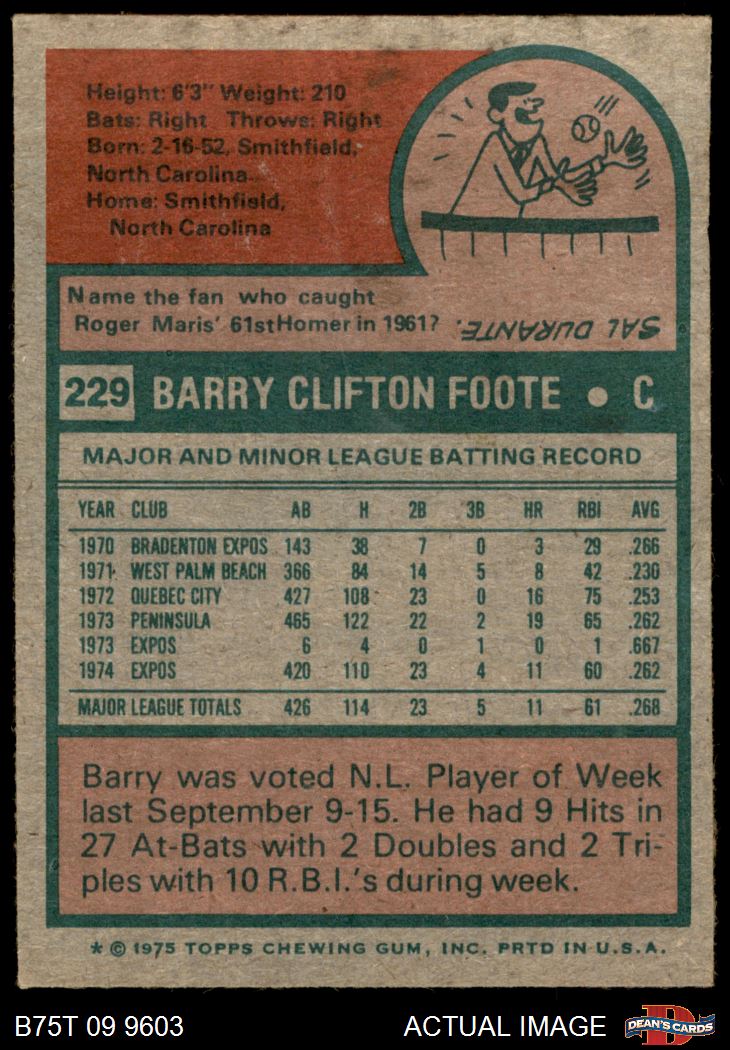 Height: 6'3" Weight: 210
Bats: Right Throws: Right
Born: 2-16-52, Smithfield,
North Carolina
Home: Smithfield,
North Carolina
Name the fan who caught
Roger Maris' 61st Homer in 1961?
SAL DURANTE.
229 BARRY CLIFTON FOOTE • C
MAJOR AND MINOR LEAGUE BATTING RECORD
YEAR CLUB AB H 2B 3B HR RBI AVG
1970 BRADENTON EXPOS 143 38 7 0 3 29 .266
1971 WEST PALM BEACH 366 84 14 5 8 42 .230
1972 QUEBEC CITY 427 108 23 0 16 75 .253
1973 PENINSULA 465 122 22 2 19 65 .262
1973 EXPOS 6 4 0 1 0 1 .667
1974 EXPOS 420 110 23 4 11 60 .262
MAJOR LEAGUE TOTALS 426 114 23 5 11 61 .268
Barry was voted N.L. Player of Week
last September 9-15. He had 9 Hits in
27 At-Bats with 2 Doubles and 2 Tri-
ples with 10 R.B.I.'s during week.
* © 1975 TOPPS CHEWING GUM, INC. PRTD IN U.S.A.
B75T 09 9603 ACTUAL IMAGE
D
DEAN'S CARDS